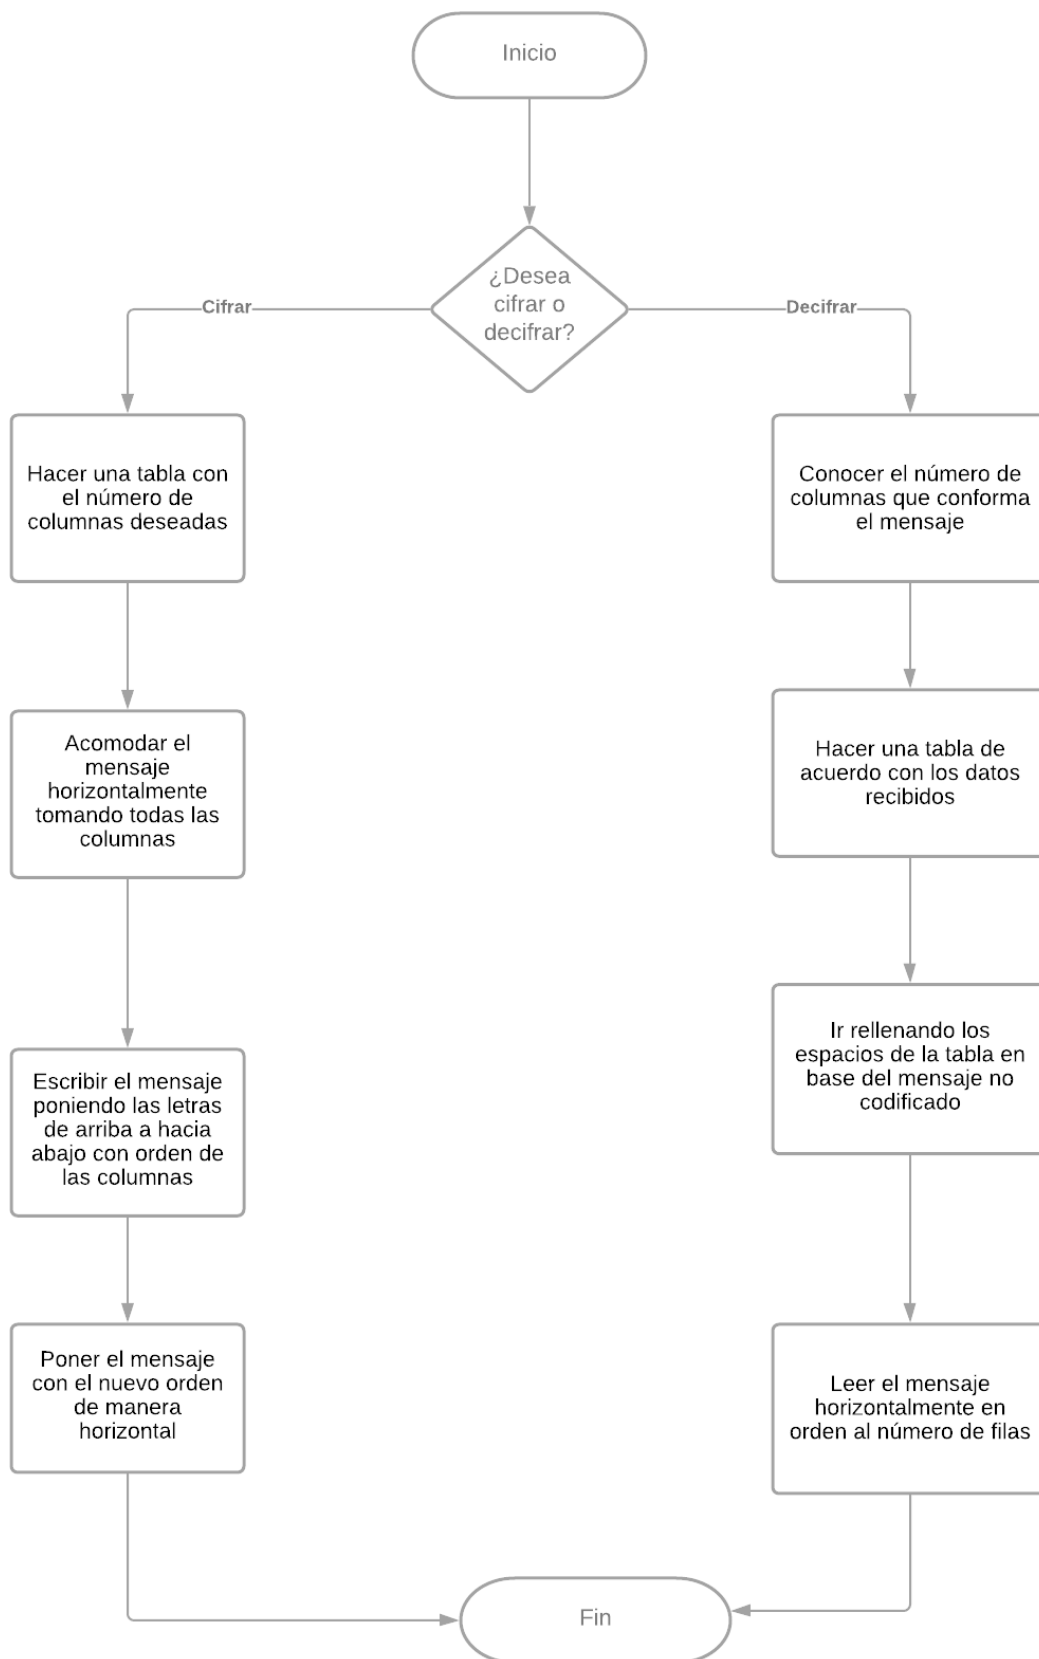 Inicio
¿Desea
cifrar o
decifrar?
Cifrar
Decifrar
Hacer una tabla con
el número de
columnas deseadas
Conocer el número de
columnas que conforma
el mensaje
Acomodar el
mensaje
horizontalmente
tomando todas las
columnas
Hacer una tabla de
acuerdo con los datos
recibidos
Escribir el mensaje
poniendo las letras
de arriba a hacia
abajo con orden de
las columnas
Ir rellenando los
espacios de la tabla en
base del mensaje no
codificado
Poner el mensaje
con el nuevo orden
de manera
horizontal
Leer el mensaje
horizontalmente en
orden al número de filas
Fin